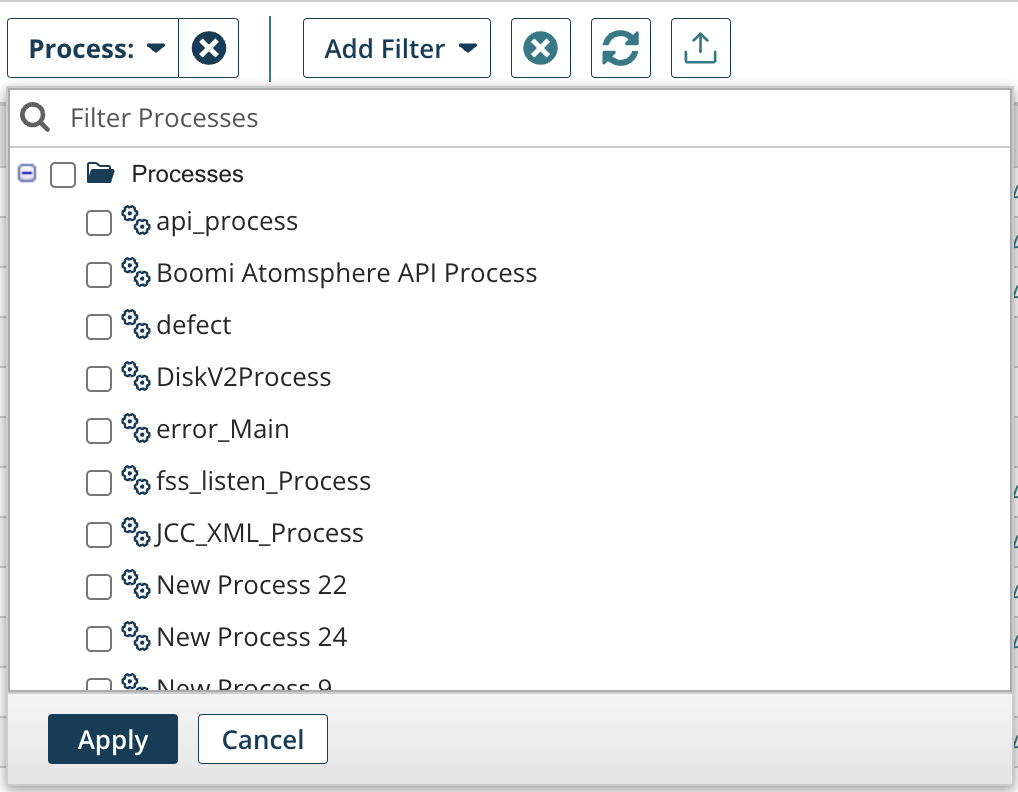 Process: Add Filter
Filter Processes
Processes
api_process
Boomi Atomsphere API Process
defect
DiskV2Process
error_Main
fss_listen_Process
JCC_XML_Process
New Process 22
New Process 24
New Process 9
Apply Cancel